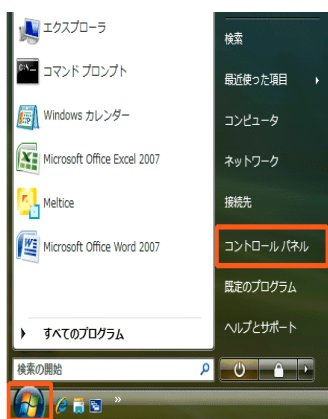 エクスプローラ
コマンド プロンプト
Windows カレンダー
Microsoft Office Excel 2007
Meltice
Microsoft Office Word 2007
すべてのプログラム
検索の開始
検索
最近使った項目
コンピュータ
ネットワーク
接続先
コントロール パネル
既定のプログラム
ヘルプとサポート